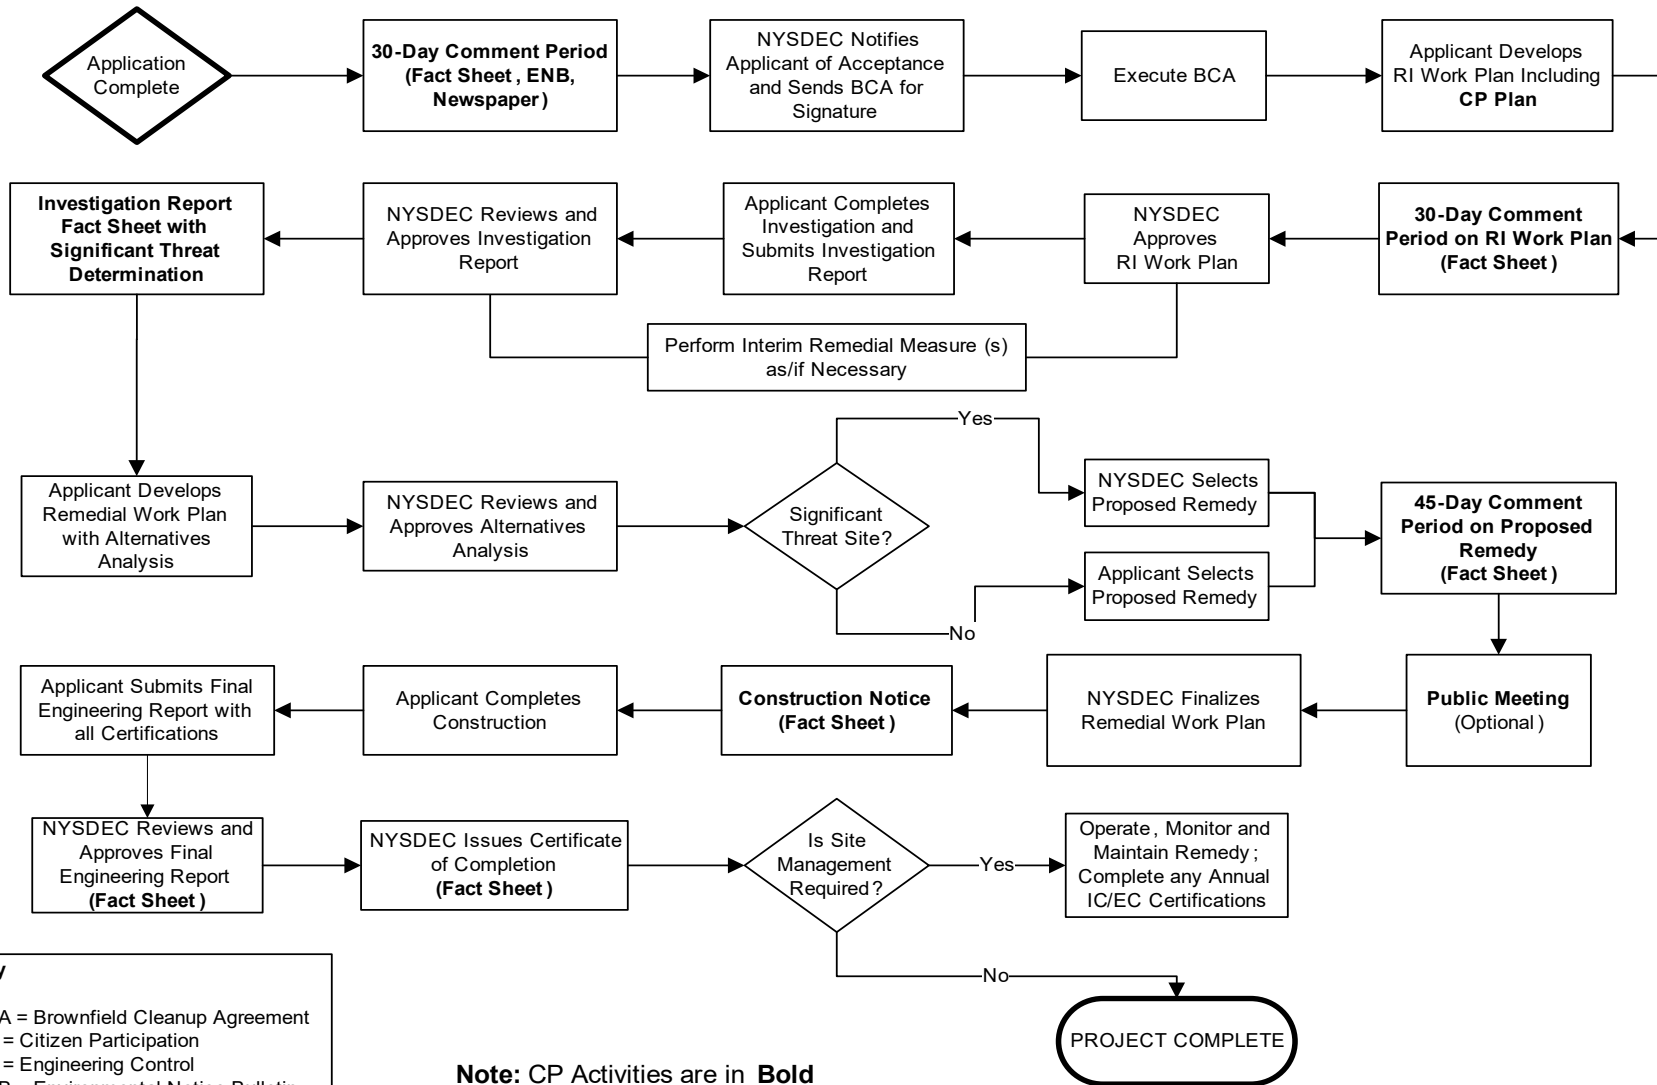 Application
Complete
30-Day Comment Period
(Fact Sheet, ENB,
Newspaper)
NYSDEC Notifies
Applicant of Acceptance
and Sends BCA for
Signature
Execute BCA
Applicant Develops
RI Work Plan Including
CP Plan
Investigation Report
Fact Sheet with
Significant Threat
Determination
NYSDEC Reviews and
Approves Investigation
Report
Applicant Completes
Investigation and
Submits Investigation
Report
NYSDEC
Approves
RI Work Plan
30-Day Comment
Period on RI Work Plan
(Fact Sheet)
Perform Interim Remedial Measure (s)
as/if Necessary
Yes
Applicant Develops
Remedial Work Plan
with Alternatives
Analysis
NYSDEC Reviews and
Approves Alternatives
Analysis
Significant
Threat Site?
NYSDEC Selects
Proposed Remedy
Applicant Selects
Proposed Remedy
45-Day Comment
Period on Proposed
Remedy
(Fact Sheet)
No
Applicant Submits Final
Engineering Report with
all Certifications
Applicant Completes
Construction
Construction Notice
(Fact Sheet)
NYSDEC Finalizes
Remedial Work Plan
Public Meeting
(Optional)
NYSDEC Reviews and
Approves Final
Engineering Report
(Fact Sheet)
NYSDEC Issues Certificate
of Completion
(Fact Sheet)
Is Site
Management
Required?
Yes
Operate, Monitor and
Maintain Remedy;
Complete any Annual
IC/EC Certifications
No
PROJECT COMPLETE
= Brownfield Cleanup Agreement
= Citizen Participation
= Engineering Control
= Environmental Notice Bulletin
Note: CP Activities are in Bold